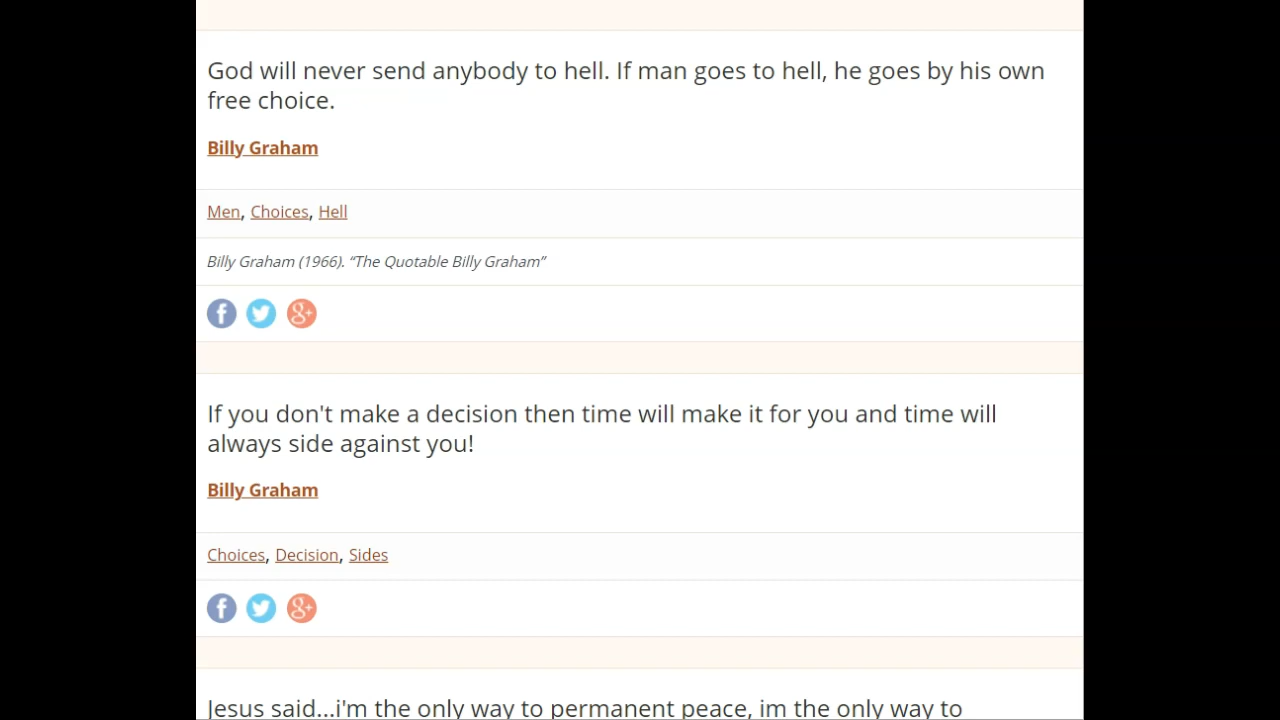 God will never send anybody to hell. If man goes to hell, he goes by his own
free choice.
Billy Graham
Men, Choices, Hell
Billy Graham (1966). “The Quotable Billy Graham”
f g+
If you don't make a decision then time will make it for you and time will
always side against you!
Billy Graham
Choices, Decision, Sides
f g+
Jesus said...i'm the only way to permanent peace, im the only way to